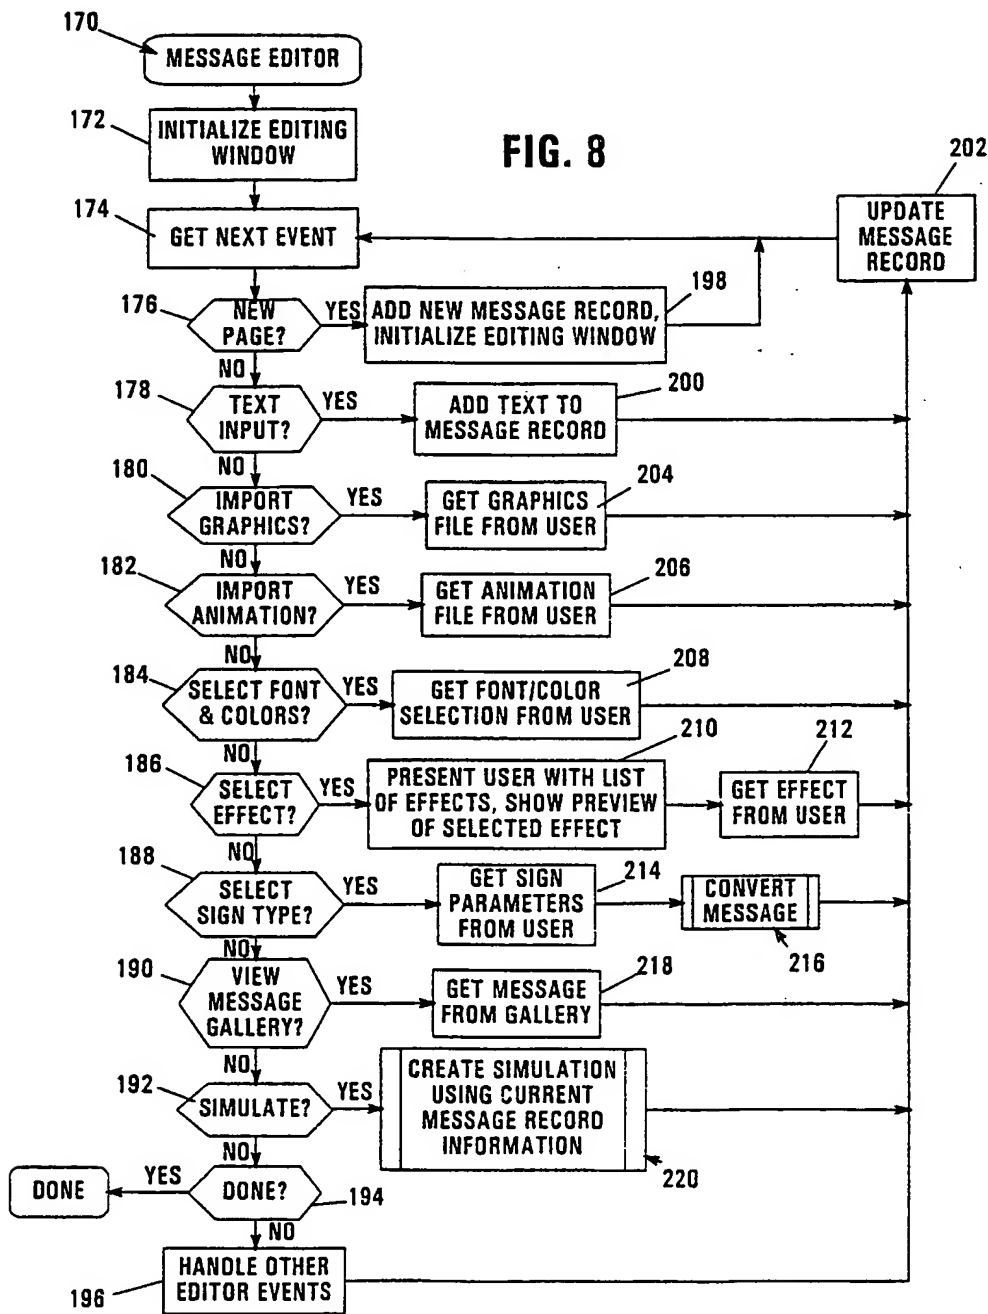 170
MESSAGE EDITOR
172
INITIALIZE EDITING
WINDOW
FIG. 8
202
UPDATE
MESSAGE
RECORD
174
GET NEXT EVENT
176
NEW
PAGE?
YES
ADD NEW MESSAGE RECORD,
INITIALIZE EDITING WINDOW
198
NO
178
TEXT
INPUT?
YES
ADD TEXT TO
MESSAGE RECORD
200
NO
180
IMPORT
GRAPHICS?
YES
GET GRAPHICS
FILE FROM USER
204
NO
182
IMPORT
ANIMATION?
YES
GET ANIMATION
FILE FROM USER
206
NO
184
SELECT FONT
& COLORS?
YES
GET FONT/COLOR
SELECTION FROM USER
208
NO
186
SELECT
EFFECT?
YES
PRESENT USER WITH LIST
OF EFFECTS, SHOW PREVIEW
OF SELECTED EFFECT
210
GET EFFECT
FROM USER
212
NO
188
SELECT
SIGN TYPE?
YES
GET SIGN
PARAMETERS
FROM USER
214
CONVERT
MESSAGE
216
NO
190
VIEW
MESSAGE
GALLERY?
YES
GET MESSAGE
FROM GALLERY
218
NO
192
SIMULATE?
YES
CREATE SIMULATION
USING CURRENT
MESSAGE RECORD
INFORMATION
220
NO
DONE
YES
DONE?
194
NO
HANDLE OTHER
EDITOR EVENTS
196